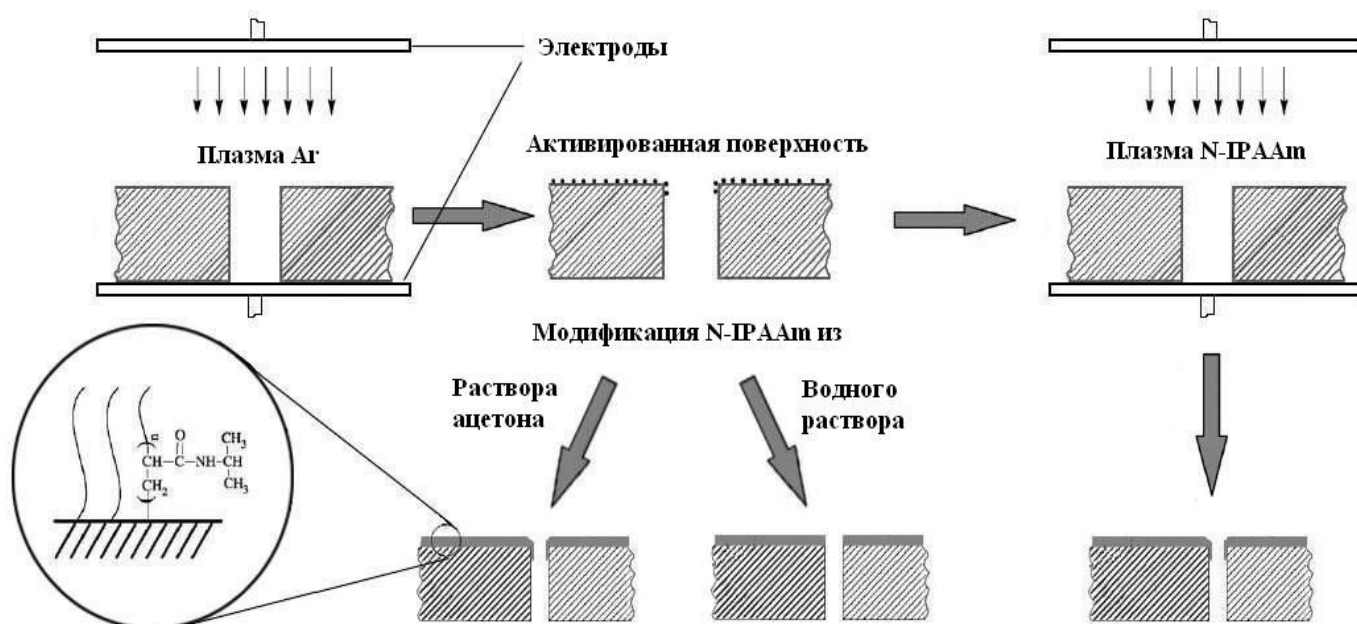 Электроды
Плазма Ar
Активированная поверхность
Плазма N-IPAAm
Модификация N-IPAAm из
Раствора
ацетона
Водного
раствора
n
O
CH3
CH–C–NH–CH
CH2
CH3